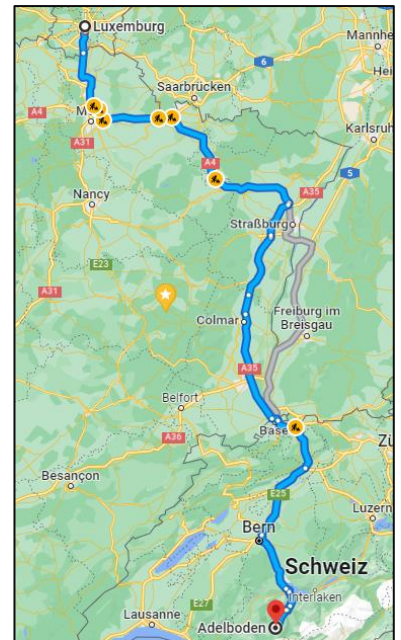 Luxemburg
Mannhe
6
Hei
Saarbrücken
A4
M
A31
A4
Karlsruh
5
A35
Nancy
Straßburg
E23
A31
Freiburg im
Breisgau
Colmar
A35
Belfort
Base
A36
Zü
Besançon
E25
Luzern
Bern
Schweiz
Interlaken
E27
Lausanne
Adelboden